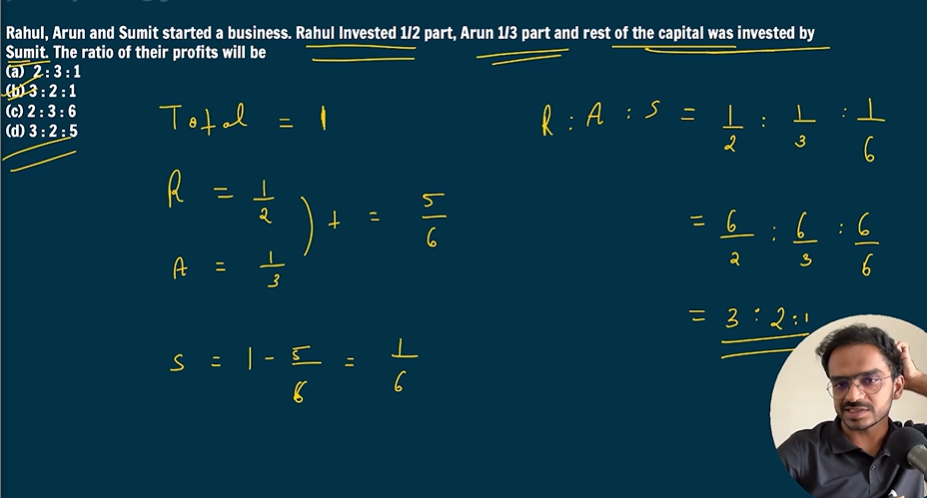 Rahul, Arun and Sumit started a business. Rahul Invested 1/2 part, Arun 1/3 part and rest of the capital was invested by
Sumit. The ratio of their profits will be
(a) 2 : 3 : 1
(b) 3 : 2 : 1
(c) 2 : 3 : 6
(d) 3 : 2 : 5
Total = 1
R = 1/2
A = 1/3
) + = 5/6
S = 1 - 5/6 = 1/6
R : A : S = 1/2 : 1/3 : 1/6
= 6/2 : 6/3 : 6/6
= 3 : 2 : 1